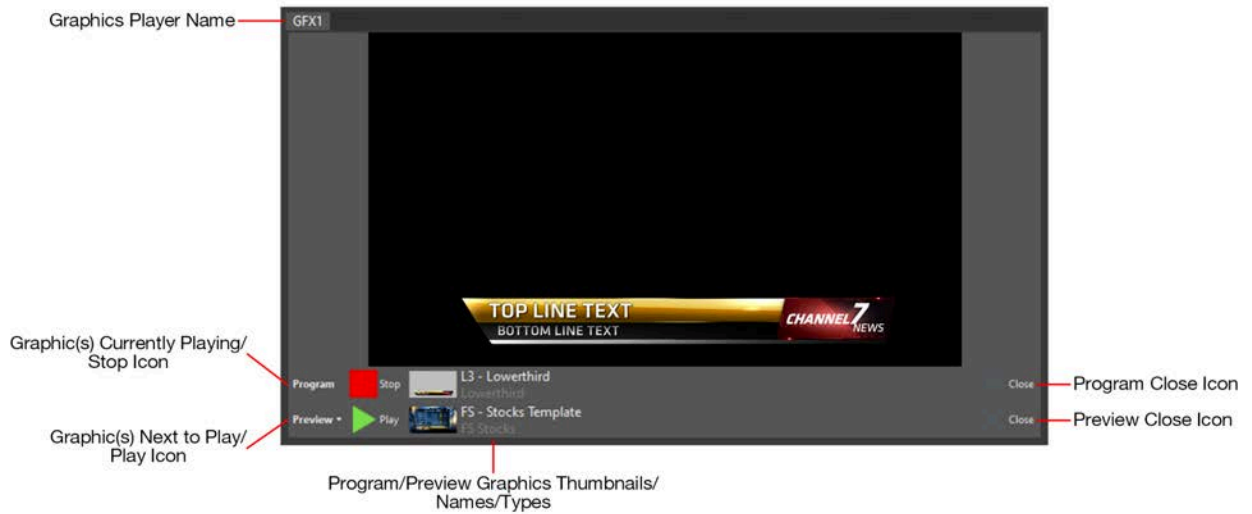 Graphics Player Name
GFX1
TOP LINE TEXT
BOTTOM LINE TEXT
CHANNEL 7
NEWS
Graphic(s) Currently Playing/
Stop Icon
Program
Stop
L3 - Lowerthird
Lowerthird
Close
Program Close Icon
Preview
Play
FS - Stocks Template
FS Stocks
Close
Preview Close Icon
Graphic(s) Next to Play/
Play Icon
Program/Preview Graphics Thumbnails/
Names/Types